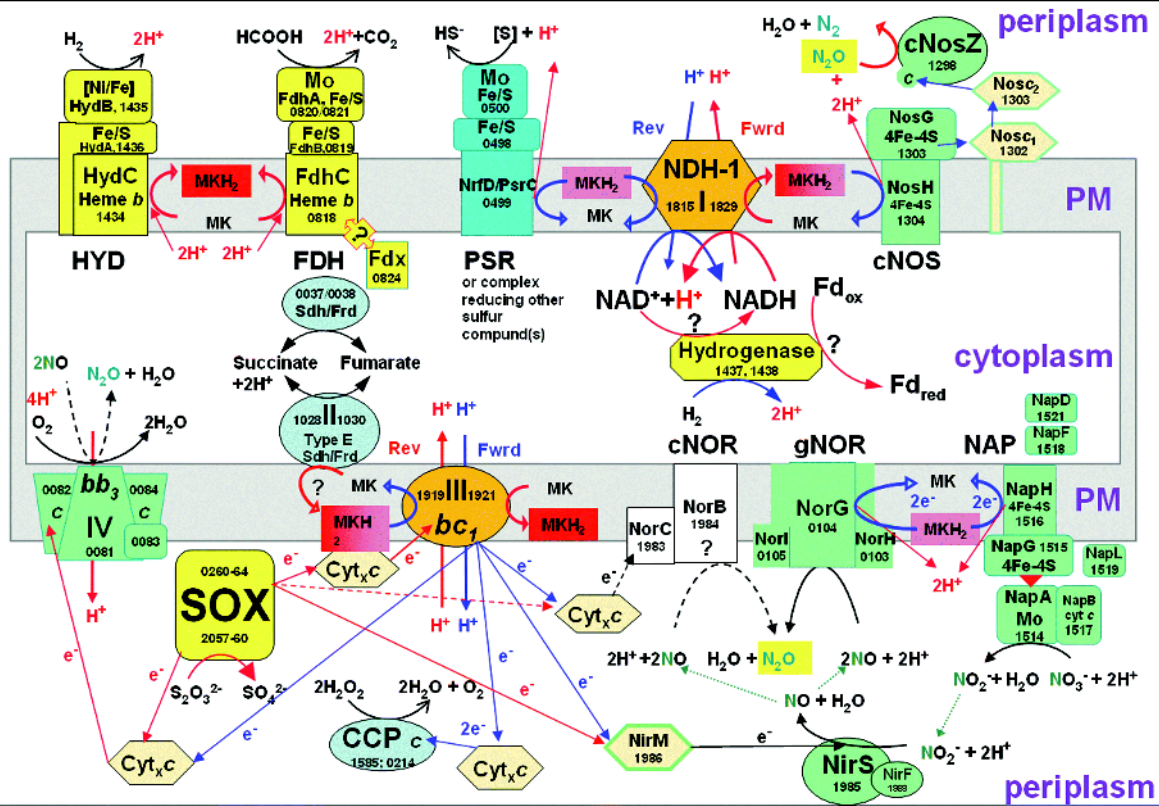 periplasm
H2 2H+
HCOOH 2H++CO2
HS- [S] + H+
H2O + N2
N2O
+
2H+
cNosZ
1298
c
Nosc2
1303
Nosc1
1302
[NI/Fe]
HydB, 1435
Fe/S
HydA,1436
HydC
Heme b
1434
HYD
MKH2
MK
2H+ 2H+
Mo
FdhA, Fe/S
0820/0821
Fe/S
FdhB,0819
FdhC
Heme b
0818
?
Fdx
0824
FDH
Mo
Fe/S
0500
Fe/S
0498
NrfD/PsrC
0499
PSR
or complex
reducing other
sulfur
compund(s)
MKH2
MK
H+ H+
Rev Fwrd
NDH-1
1815 I 1829
MKH2
MK
NosG
4Fe-4S
1303
NosH
4Fe-4S
1304
cNOS
PM
NAD++H+ NADH
?
Fdox
?
Fdred
Hydrogenase
1437, 1438
H2 2H+
cytoplasm
0037/0038
Sdh/Frd
Succinate
+2H+
Fumarate
1028II1030
Type E
Sdh/Frd
?
2NO
N2O + H2O
4H+
O2 2H2O
0082
c
bb3
IV
0081
0084
c
0083
H+
MK
MKH
2
Rev
H+ H+
Fwrd
1919III1921
bc1
MK
MKH2
H+ H+
e-
Cytxc
e-
e-
Cytxc
e-
cNOR
NorC
1983
NorB
1984
?
gNOR
NorG
0104
NorI
0105
NorH
0103
MK
2e- 2e-
MKH2
2H+
NAP
NapD
1521
NapF
1518
NapH
4Fe-4S
1516
PM
NapG 1515
4Fe-4S
NapL
1519
NapA
Mo
1514
NapB
cyt c
1517
0260-64
SOX
2057-60
S2O32- SO42-
e-
e-
Cytxc
e-
2H2O2 2H2O + O2
CCP c
1585; 0214
2e-
Cytxc
e-
e-
e-
NirM
1986
e-
2H++2NO
H2O + N2O
2NO + 2H+
NO + H2O
NO2-+ H2O NO3-+ 2H+
NO2- + 2H+
NirS
1985
NirF
1989
periplasm